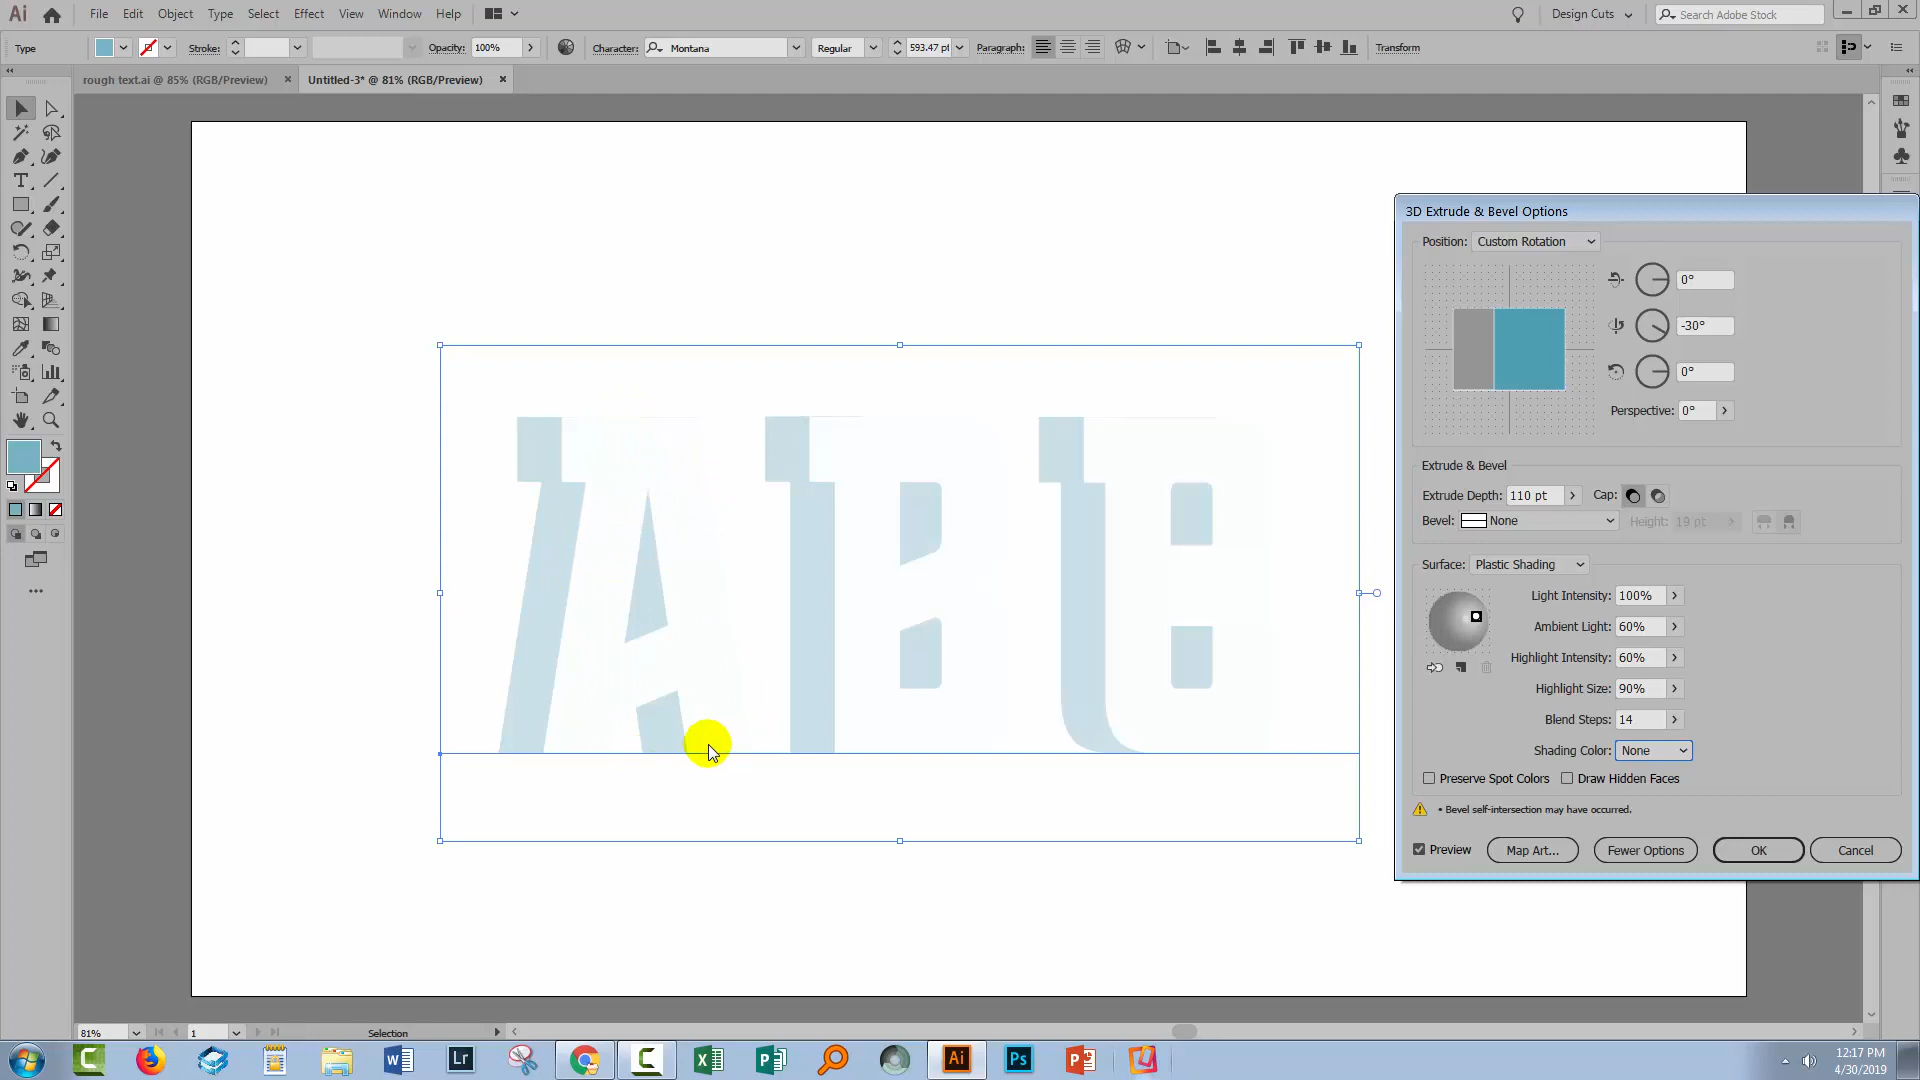 Ai File Edit Object Type Select Effect View Window Help Design Cuts Search Adobe Stock
Type Stroke: Opacity: 100% Character: Montana Regular 593.47 pt Paragraph: Transform
rough text.ai @ 85% (RGB/Preview) Untitled-3* @ 81% (RGB/Preview)
3D Extrude & Bevel Options
Position: Custom Rotation
0°
-30°
0°
Perspective: 0°
Extrude & Bevel
Extrude Depth: 110 pt Cap:
Bevel: None Height: 19 pt
Surface: Plastic Shading
Light Intensity: 100%
Ambient Light: 60%
Highlight Intensity: 60%
Highlight Size: 90%
Blend Steps: 14
Shading Color: None
Preserve Spot Colors Draw Hidden Faces
• Bevel self-intersection may have occurred.
Preview Map Art... Fewer Options OK Cancel
81% 1 Selection
12:17 PM
4/30/2019